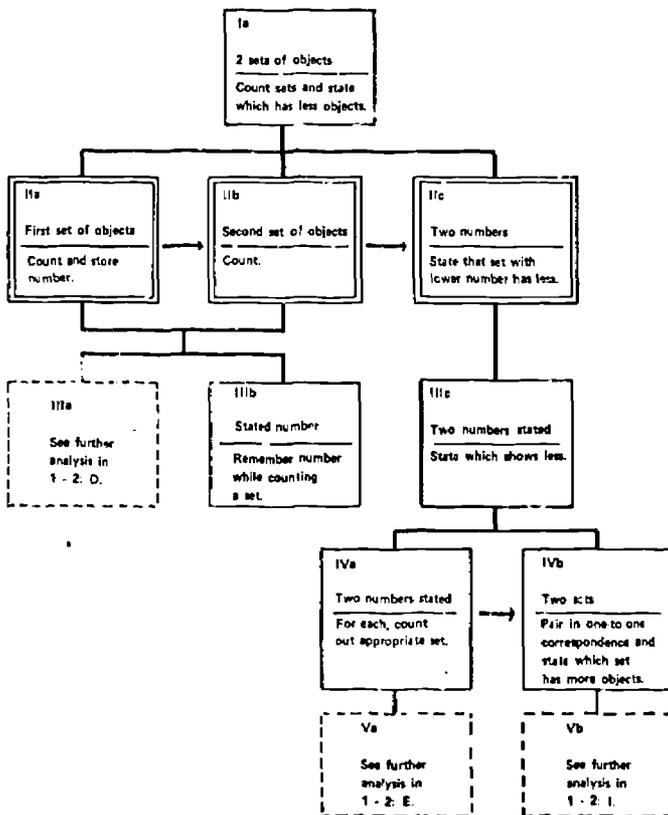 Ia
2 sets of objects
Count sets and state
which has less objects.
IIa
First set of objects
Count and store
number.
IIb
Second set of objects
Count.
IIc
Two numbers
State that set with
lower number has less.
IIIa
See further
analysis in
1 - 2: D.
IIIb
Stated number
Remember number
while counting
a set.
IIIc
Two numbers stated
State which shows less.
IVa
Two numbers stated
For each, count
out appropriate set.
IVb
Two sets
Pair in one-to-one
correspondence and
state which set
has more objects.
Va
See further
analysis in
1 - 2: E.
Vb
See further
analysis in
1 - 2: I.